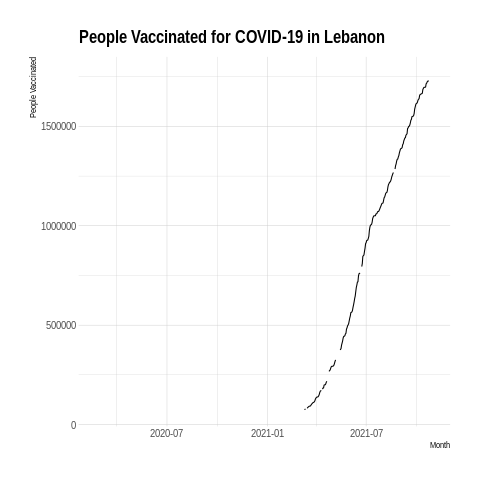 People Vaccinated for COVID-19 in Lebanon
People Vaccinated
1500000
1000000
500000
0
2020-07 2021-01 2021-07
Month